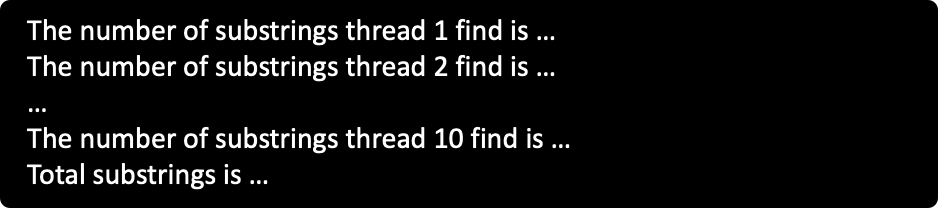 The number of substrings thread 1 find is ...
The number of substrings thread 2 find is ...
...
The number of substrings thread 10 find is ...
Total substrings is ...